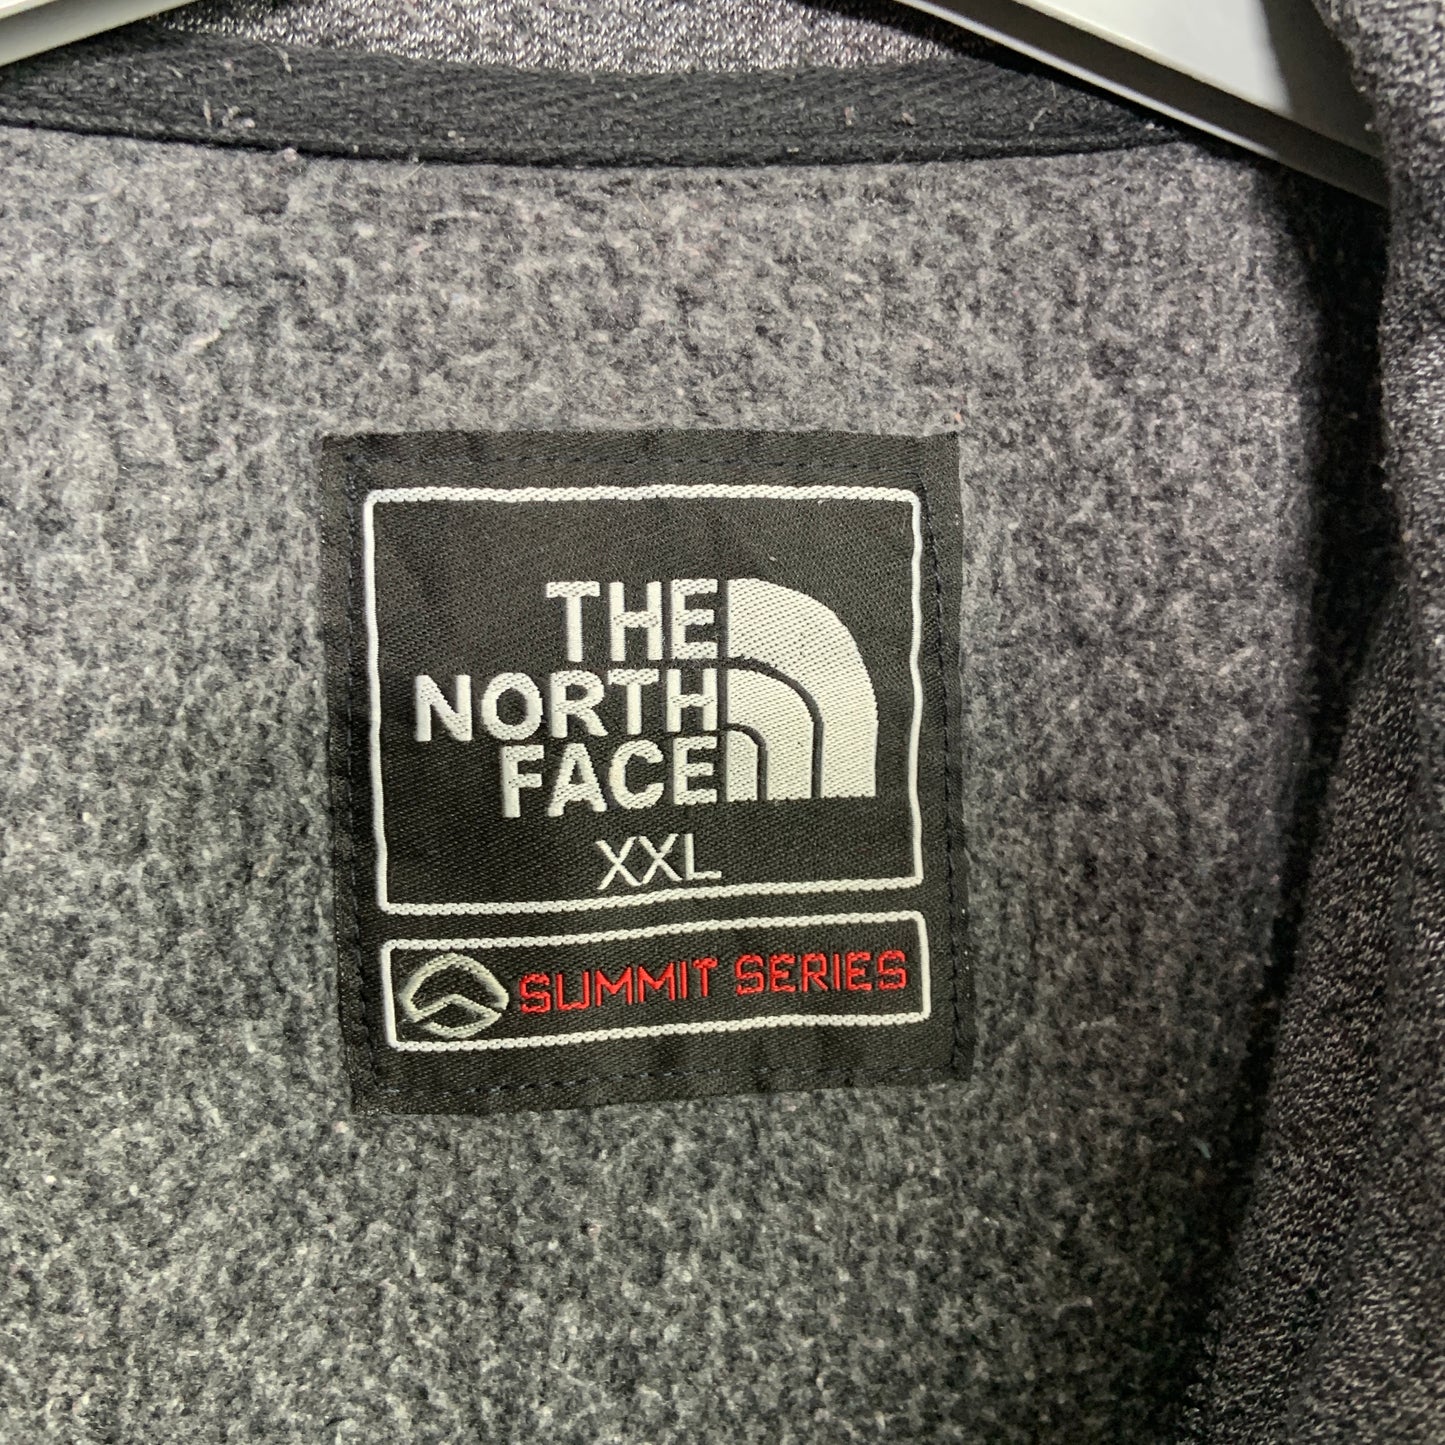 THE
NORTH
FACE
XXL
SUMMIT SERIES